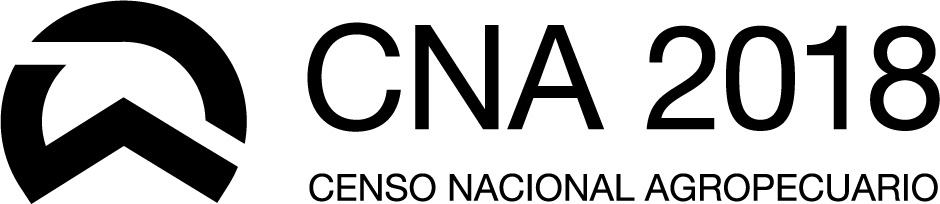 CNA 2018
CENSO NACIONAL AGROPECUARIO